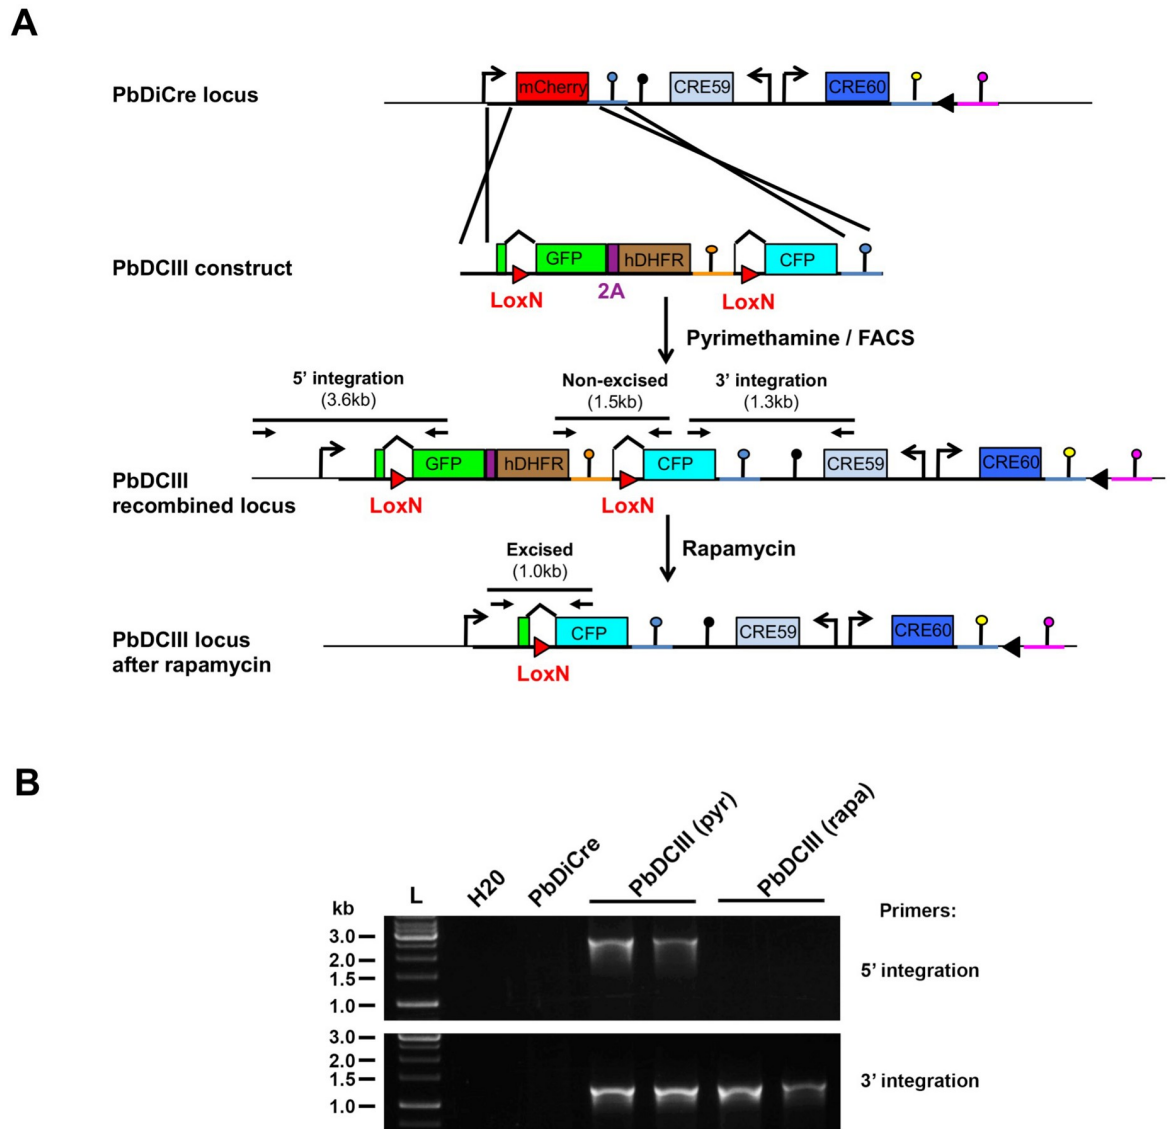 A
PbDiCre locus
mCherry
CRE59
CRE60
PbDCIII construct
GFP
hDHFR
CFP
LoxN
2A
LoxN
Pyrimethamine / FACS
5’ integration
(3.6kb)
Non-excised
(1.5kb)
3’ integration
(1.3kb)
PbDCIII
recombined locus
GFP
hDHFR
CFP
CRE59
CRE60
LoxN
LoxN
Rapamycin
Excised
(1.0kb)
PbDCIII locus
after rapamycin
CFP
CRE59
CRE60
LoxN
B
kb
L
H20
PbDiCre
PbDCIII (pyr)
PbDCIII (rapa)
Primers:
3.0
2.0
1.5
1.0
5’ integration
3.0
2.0
1.5
1.0
3’ integration